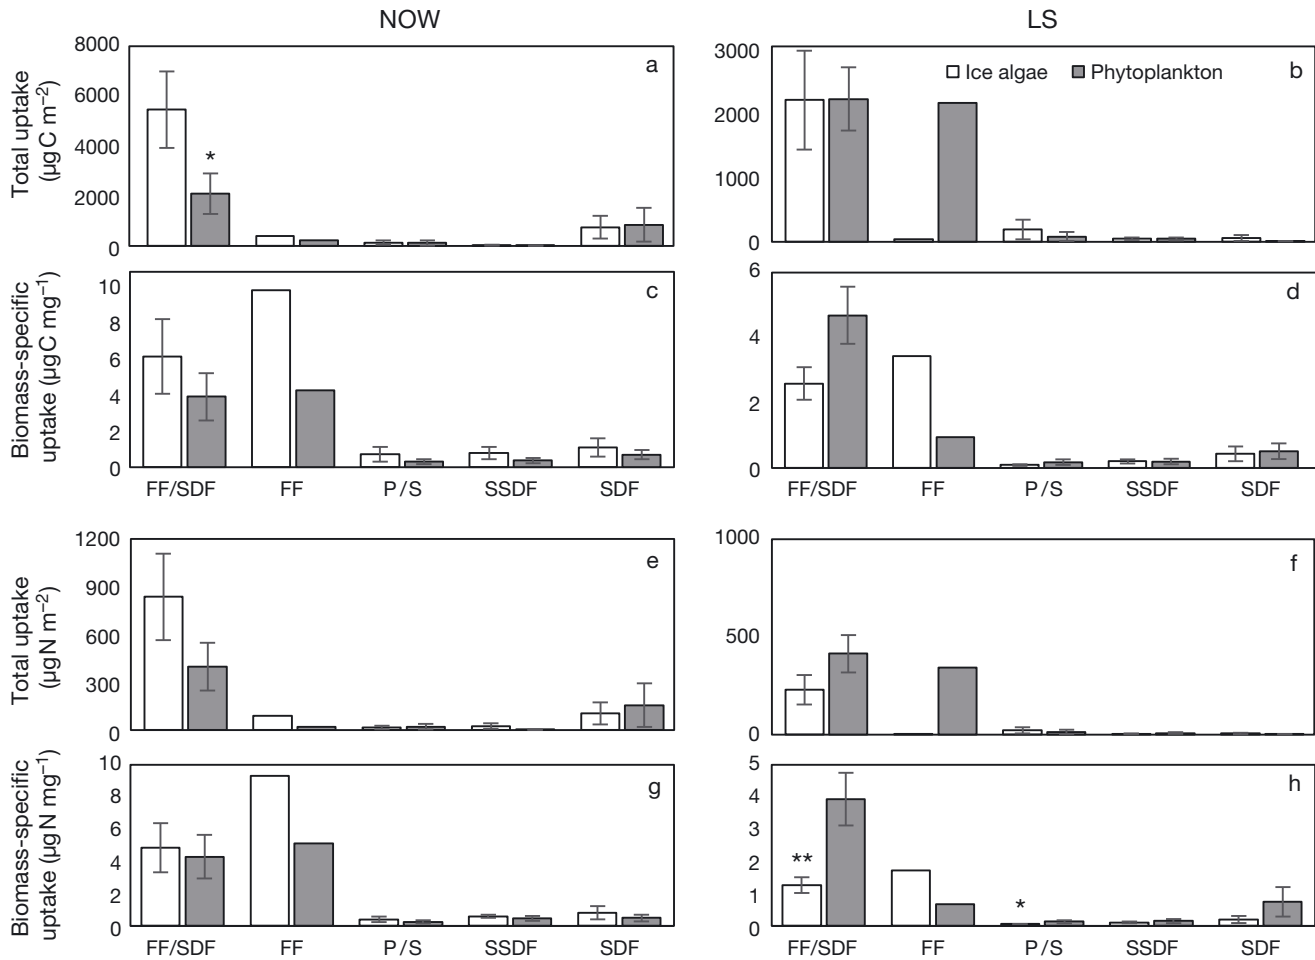 NOW
LS
Total uptake
(µg C m⁻²)
8000
6000
4000
2000
0
*
a
3000
2000
1000
0
Ice algae
Phytoplankton
b
Biomass-specific
uptake (µg C mg⁻¹)
10
8
6
4
2
0
c
FF/SDF FF P/S SSDF SDF
6
4
2
0
d
FF/SDF FF P/S SSDF SDF
Total uptake
(µg N m⁻²)
1200
900
600
300
0
e
1000
500
0
f
Biomass-specific
uptake (µg N mg⁻¹)
10
8
6
4
2
0
g
FF/SDF FF P/S SSDF SDF
5
4
3
2
1
0
**
*
h
FF/SDF FF P/S SSDF SDF